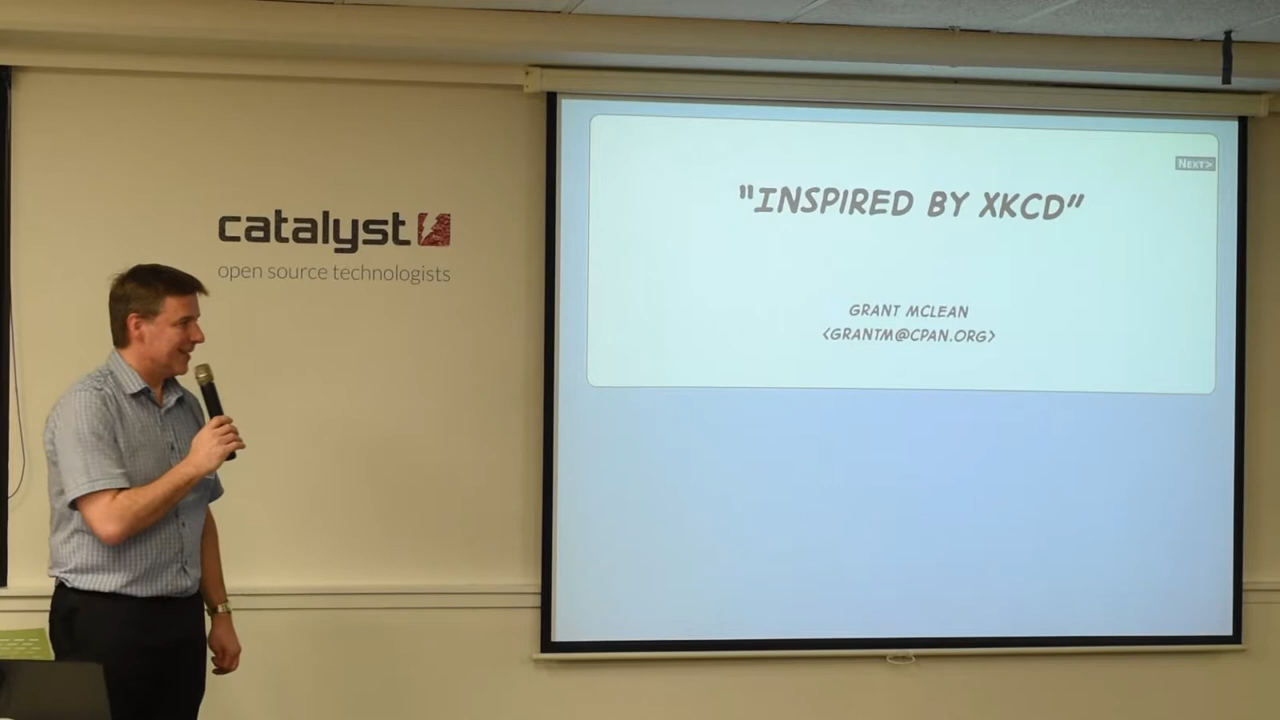 catalyst
open source technologists
Next>
"INSPIRED BY XKCD"
GRANT MCLEAN
<GRANTM@CPAN.ORG>